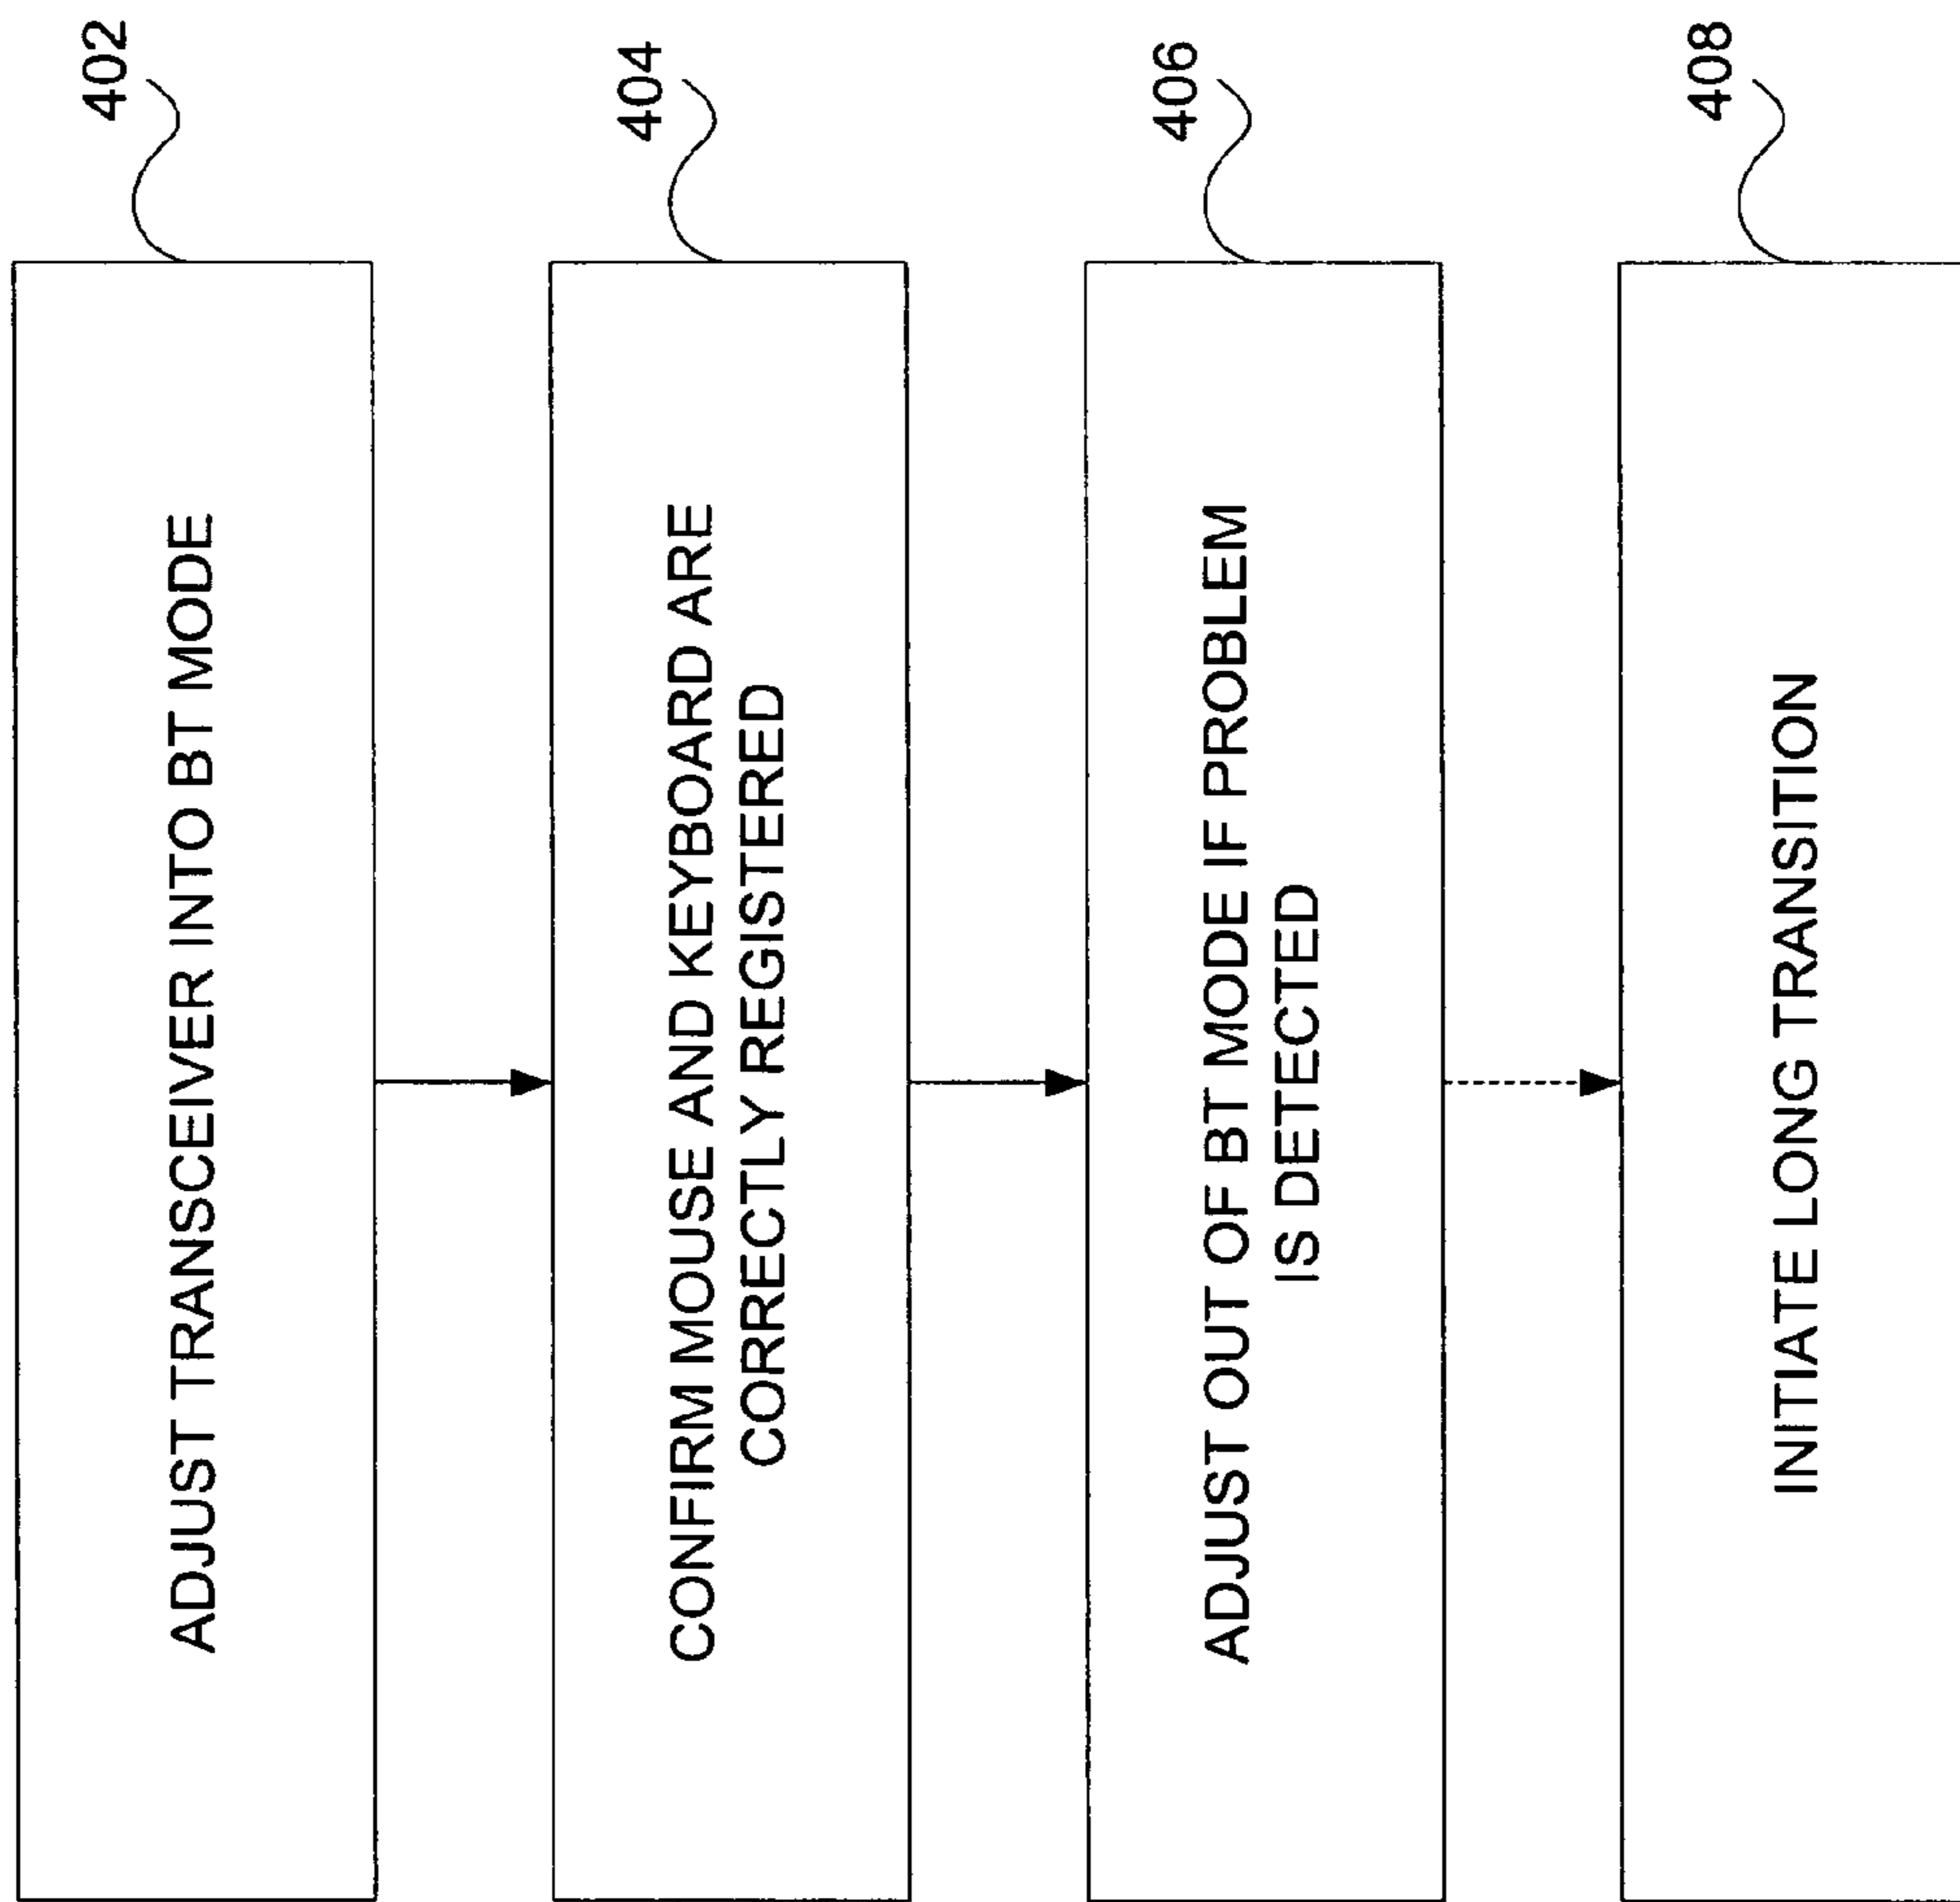 402
ADJUST TRANSCEIVER INTO BT MODE
404
CONFIRM MOUSE AND KEYBOARD ARE
CORRECTLY REGISTERED
406
ADJUST OUT OF BT MODE IF PROBLEM
IS DETECTED
408
INITIATE LONG TRANSITION